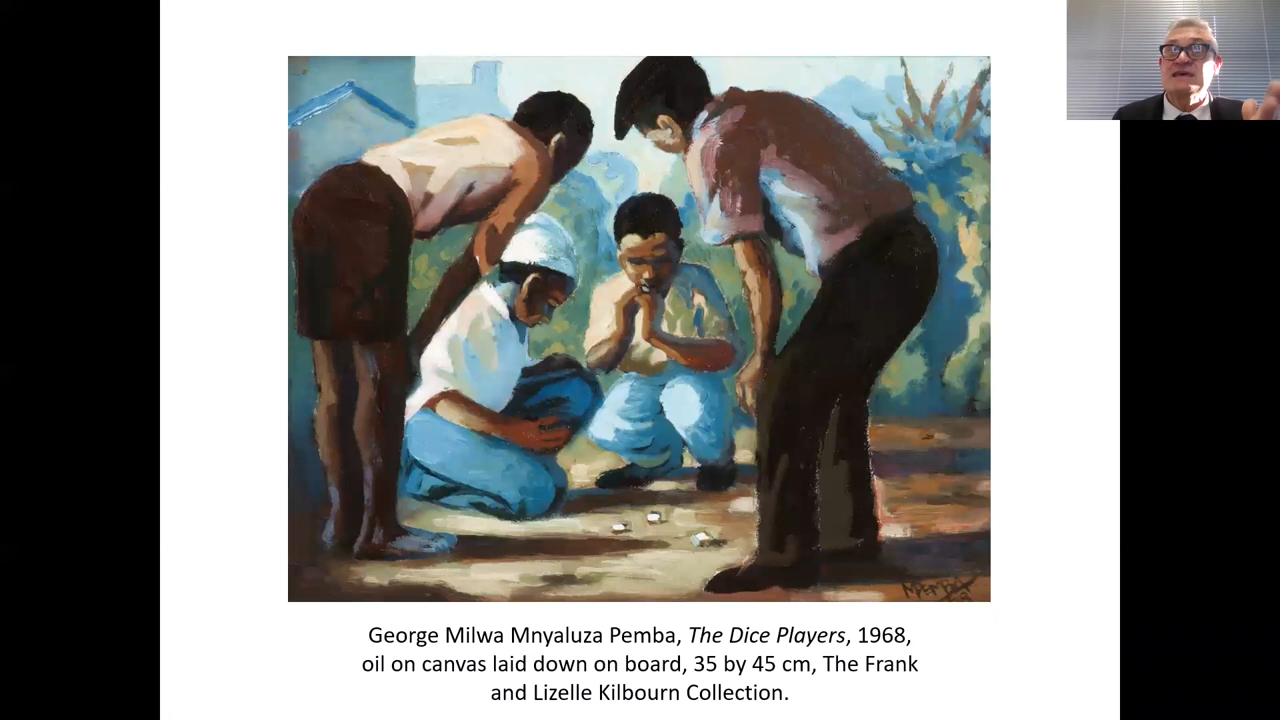 George Milwa Mnyaluza Pemba, The Dice Players, 1968,
oil on canvas laid down on board, 35 by 45 cm, The Frank
and Lizelle Kilbourn Collection.